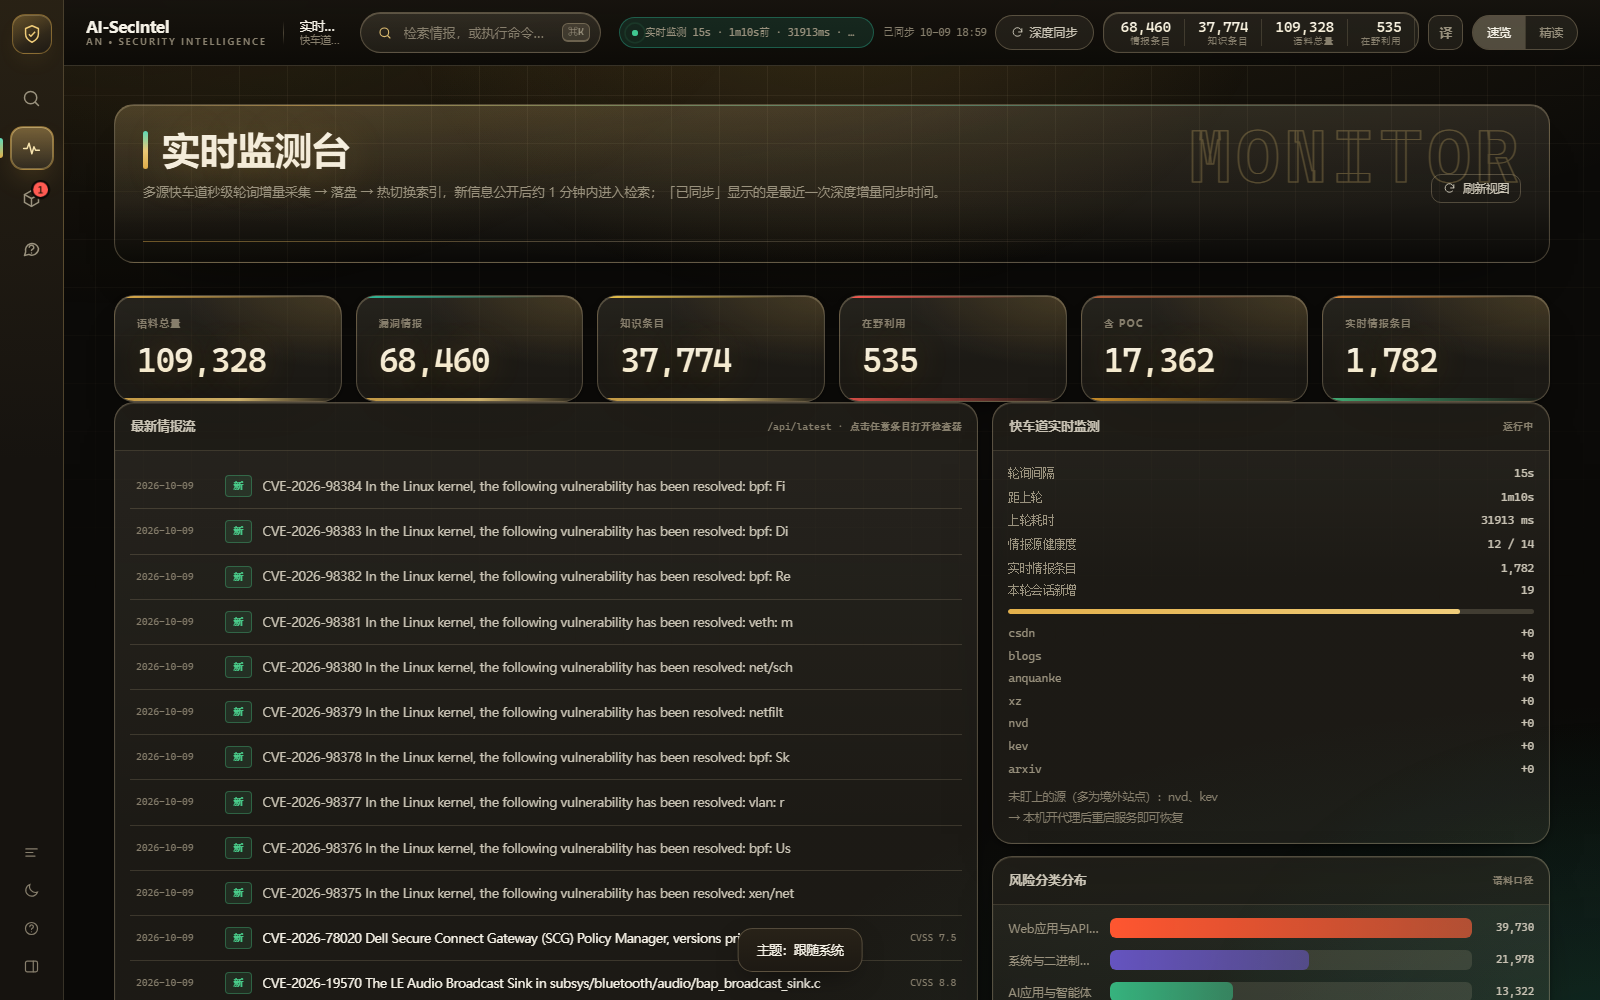 AI-SecIntel
AN • SECURITY INTELLIGENCE
实时...
快车道...
检索情报，或执行命令...
⌘K
实时监测 15s · 1m10s前 · 31913ms · …
已同步 10-09 18:59
深度同步
68,460
情报条目
37,774
知识条目
109,328
语料总量
535
在野利用
译
速览
精读
1
实时监测台
MONITOR
多源快车道秒级轮询增量采集 → 落盘 → 热切换索引，新信息公开后约 1 分钟内进入检索；「已同步」显示的是最近一次深度增量同步时间。
刷新视图
语料总量
109,328
漏洞情报
68,460
知识条目
37,774
在野利用
535
含 POC
17,362
实时情报条目
1,782
最新情报流
/api/latest · 点击任意条目打开检查器
2026-10-09 新 CVE-2026-98384 In the Linux kernel, the following vulnerability has been resolved: bpf: Fi
2026-10-09 新 CVE-2026-98383 In the Linux kernel, the following vulnerability has been resolved: bpf: Di
2026-10-09 新 CVE-2026-98382 In the Linux kernel, the following vulnerability has been resolved: bpf: Re
2026-10-09 新 CVE-2026-98381 In the Linux kernel, the following vulnerability has been resolved: veth: m
2026-10-09 新 CVE-2026-98380 In the Linux kernel, the following vulnerability has been resolved: net/sch
2026-10-09 新 CVE-2026-98379 In the Linux kernel, the following vulnerability has been resolved: netfilt
2026-10-09 新 CVE-2026-98378 In the Linux kernel, the following vulnerability has been resolved: bpf: Sk
2026-10-09 新 CVE-2026-98377 In the Linux kernel, the following vulnerability has been resolved: vlan: r
2026-10-09 新 CVE-2026-98376 In the Linux kernel, the following vulnerability has been resolved: bpf: Us
2026-10-09 新 CVE-2026-98375 In the Linux kernel, the following vulnerability has been resolved: xen/net
2026-10-09 新 CVE-2026-78020 Dell Secure Connect Gateway (SCG) Policy Manager, versions pri CVSS 7.5
2026-10-09 新 CVE-2026-19570 The LE Audio Broadcast Sink in subsys/bluetooth/audio/bap_broadcast_sink.c CVSS 8.8
主题：跟随系统
快车道实时监测
运行中
轮询间隔 15s
距上轮 1m10s
上轮耗时 31913 ms
情报源健康度 12 / 14
实时情报条目 1,782
本轮会话新增 19
csdn +0
blogs +0
anquanke +0
xz +0
nvd +0
kev +0
arxiv +0
未盯上的源（多为境外站点）：nvd、kev
→ 本机开代理后重启服务即可恢复
风险分类分布
语料口径
Web应用与API... 39,730
系统与二进制... 21,978
AI应用与智能体 13,322